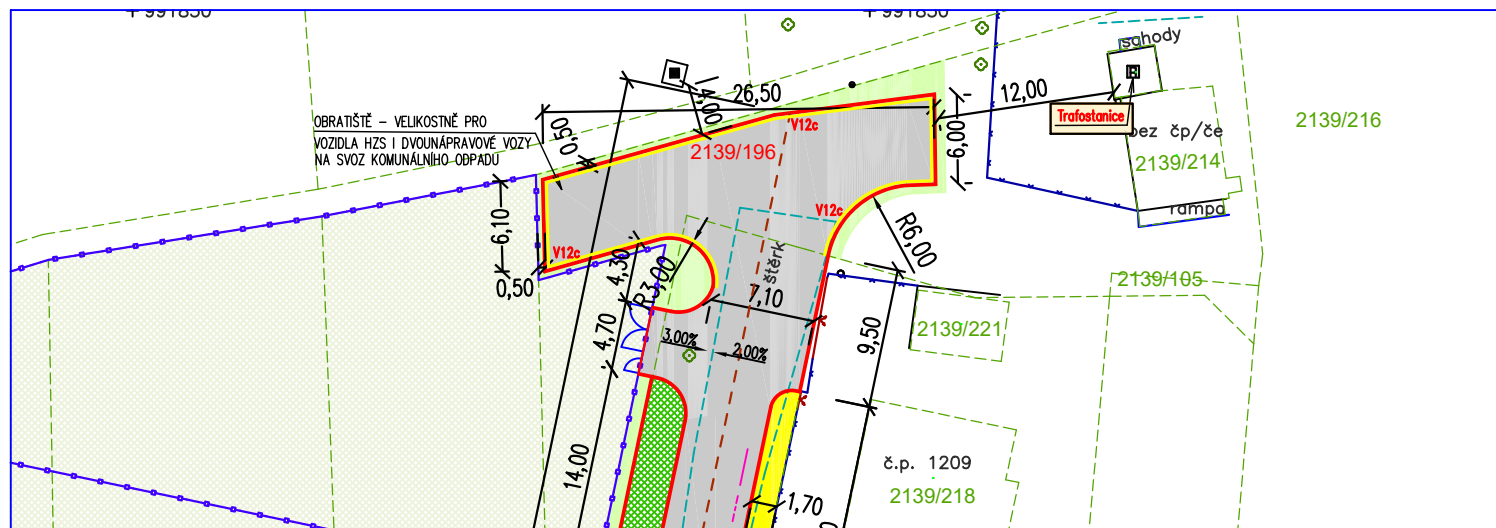 991850
991850
schody
26,50
4,00
12,00
Trafostanice
OBRATIŠTĚ – VELIKOSTNĚ PRO
VOZIDLA HZS I DVOUNÁPRAVOVÉ VOZY
NA SVOZ KOMUNÁLNÍHO ODPADU
0,50
V12c
6,00
2139/216
bez čp/če
2139/196
2139/214
rampa
V12c
6,10
V12c
R6,00
štěrk
4,30
R3,00
0,50
7,10
2139/105
2139/221
4,70
3,00%
2,00%
9,50
č.p. 1209
14,00
2139/218
1,70